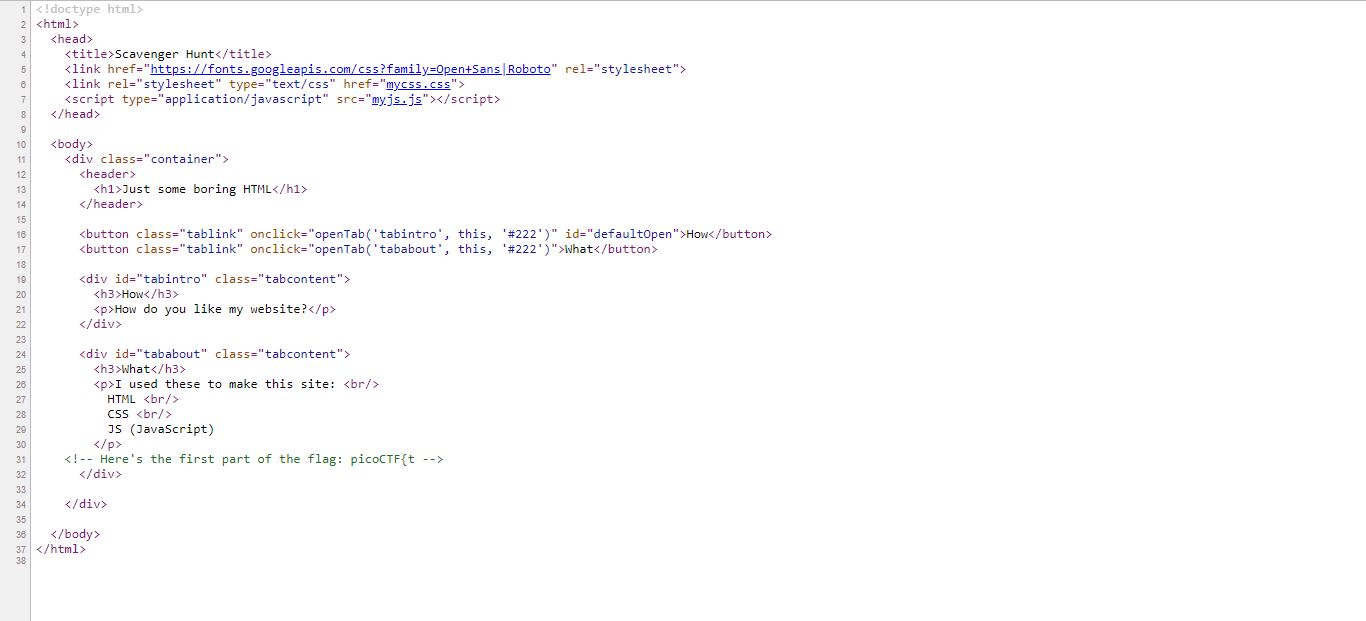 1 <!doctype html>
2 <html>
3 <head>
4 <title>Scavenger Hunt</title>
5 <link href="https://fonts.googleapis.com/css?family=Open+Sans|Roboto" rel="stylesheet">
6 <link rel="stylesheet" type="text/css" href="mycss.css">
7 <script type="application/javascript" src="myjs.js"></script>
8 </head>
9
10 <body>
11 <div class="container">
12 <header>
13 <h1>Just some boring HTML</h1>
14 </header>
15
16 <button class="tablink" onclick="openTab('tabintro', this, '#222')" id="defaultOpen">How</button>
17 <button class="tablink" onclick="openTab('tababout', this, '#222')">What</button>
18
19 <div id="tabintro" class="tabcontent">
20 <h3>How</h3>
21 <p>How do you like my website?</p>
22 </div>
23
24 <div id="tababout" class="tabcontent">
25 <h3>What</h3>
26 <p>I used these to make this site: <br/>
27 HTML <br/>
28 CSS <br/>
29 JS (JavaScript)
30 </p>
31 <!-- Here's the first part of the flag: picoCTF{t -->
32 </div>
33
34 </div>
35
36 </body>
37 </html>
38